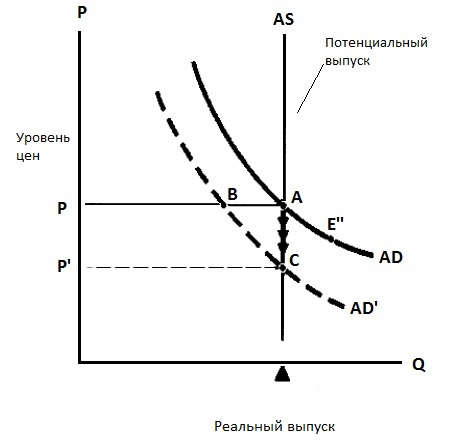 P
AS
Потенциальный
выпуск
Уровень
цен
P
B
A
E"
AD
P'
C
AD'
Q
Реальный выпуск